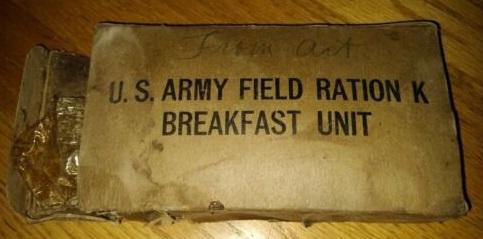 From Art
U. S. ARMY FIELD RATION K
BREAKFAST UNIT